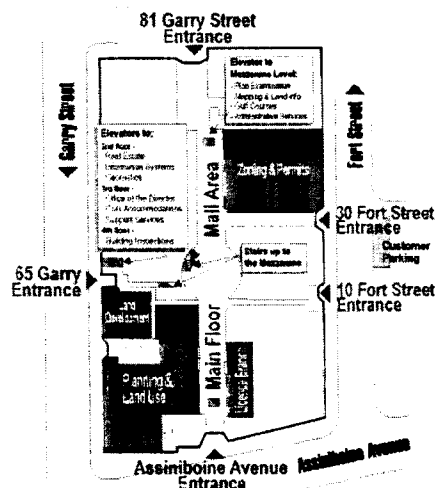 81 Garry Street
Entrance
Garry Street
Fort Street
Elevator to
Mezzanine Level:
- Plan Examination
- Mapping & Land Info
- Golf Courses
- Administrative Services
Elevators to:
2nd floor -
- Real Estate
- Information Systems
3rd floor -
- Office of the Director
- Civic Accommodations
- Support Services
4th floor -
- Building Inspections
Mall Area
Zoning & Permits
30 Fort Street
Entrance
Customer
Parking
Stairs up to
the Mezzanine
65 Garry
Entrance
10 Fort Street
Entrance
Land
Development
Planning &
Land Use
Main Floor
Assiniboine Avenue
Entrance
Assiniboine Avenue